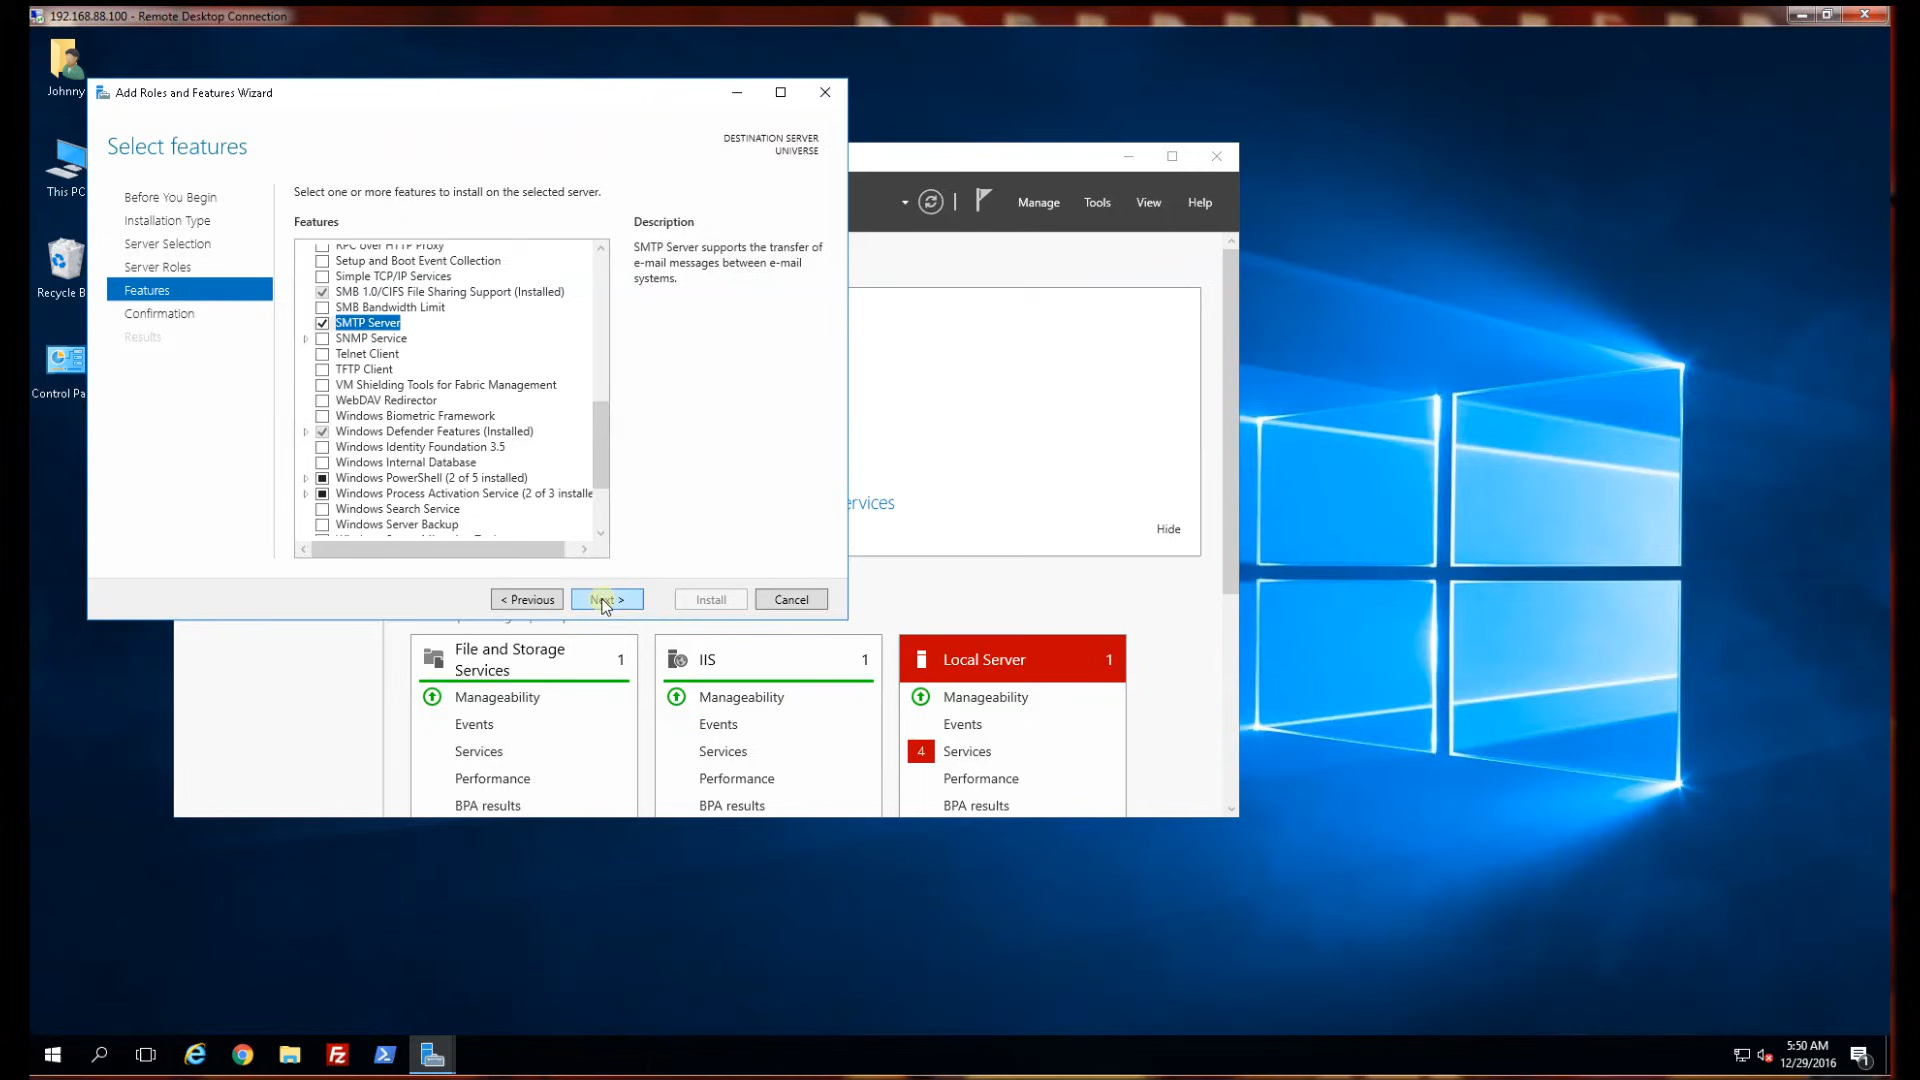 192.168.88.100 - Remote Desktop Connection
Johnny
This PC
Recycle B
Control Pa
Add Roles and Features Wizard
Select features
DESTINATION SERVER
UNIVERSE
Before You Begin
Installation Type
Server Selection
Server Roles
Features
Confirmation
Results
Select one or more features to install on the selected server.
Features
RPC over HTTP Proxy
Setup and Boot Event Collection
Simple TCP/IP Services
SMB 1.0/CIFS File Sharing Support (Installed)
SMB Bandwidth Limit
SMTP Server
SNMP Service
Telnet Client
TFTP Client
VM Shielding Tools for Fabric Management
WebDAV Redirector
Windows Biometric Framework
Windows Defender Features (Installed)
Windows Identity Foundation 3.5
Windows Internal Database
Windows PowerShell (2 of 5 installed)
Windows Process Activation Service (2 of 3 installe
Windows Search Service
Windows Server Backup
Description
SMTP Server supports the transfer of
e-mail messages between e-mail
systems.
< Previous
Next >
Install
Cancel
Manage
Tools
View
Help
ervices
Hide
File and Storage
Services
1
Manageability
Events
Services
Performance
BPA results
IIS
1
Manageability
Events
Services
Performance
BPA results
Local Server
1
Manageability
Events
4
Services
Performance
BPA results
5:50 AM
12/29/2016
1